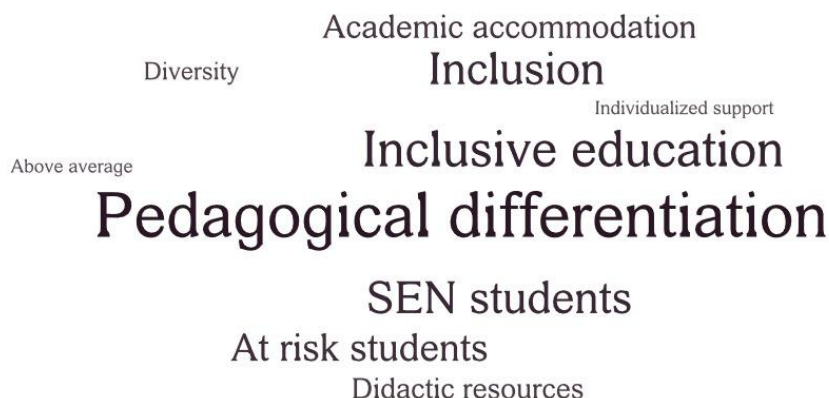 Academic accommodation
Diversity
Inclusion
Individualized support
Inclusive education
Above average
Pedagogical differentiation
SEN students
At risk students
Didactic resources